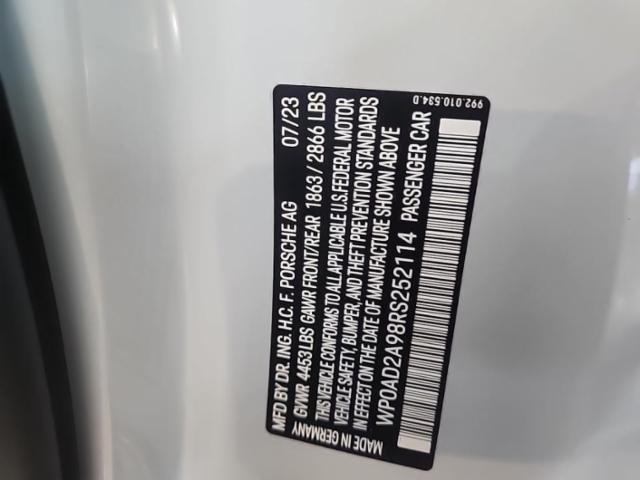 MFD BY DR. ING. H.C. F. PORSCHE AG 07/23
GVWR 4453 LBS GAWR FRONT/REAR 1863 / 2866 LBS
THIS VEHICLE CONFORMS TO ALL APPLICABLE U.S. FEDERAL MOTOR
VEHICLE SAFETY, BUMPER, AND THEFT PREVENTION STANDARDS
IN EFFECT ON THE DATE OF MANUFACTURE SHOWN ABOVE
WP0AD2A98RS252114 PASSENGER CAR
MADE IN GERMANY
992.010.534.D